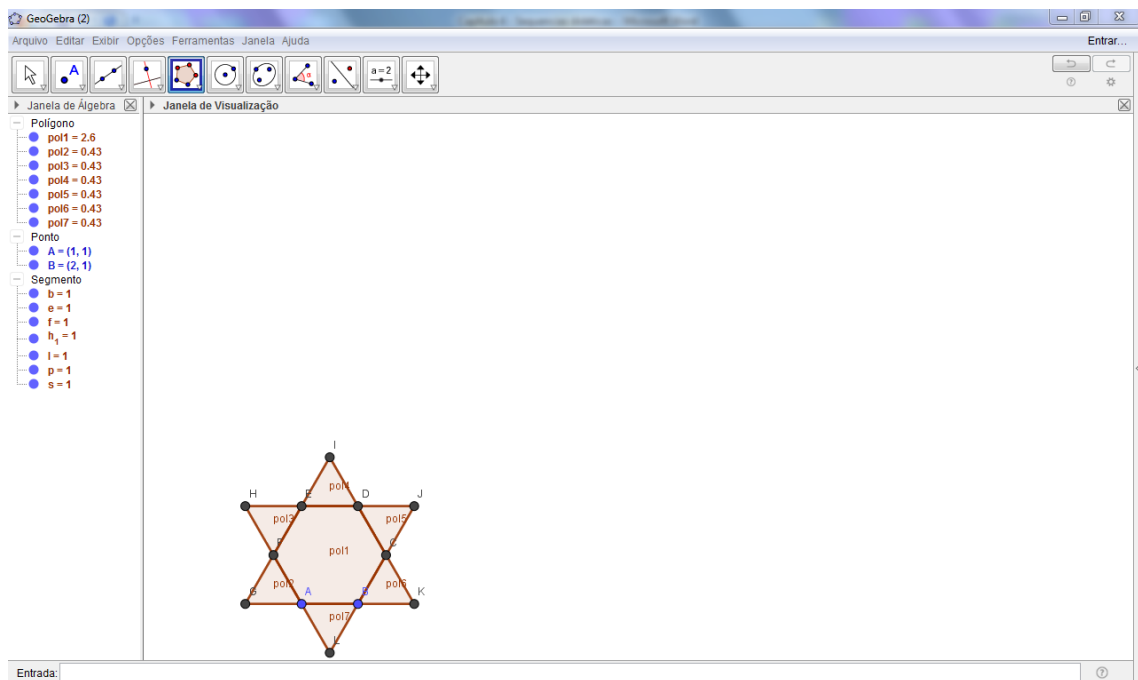 GeoGebra (2)
Arquivo Editar Exibir Opções Ferramentas Janela Ajuda
Entrar...
A
α
a=2
Janela de Álgebra
Janela de Visualização
Polígono
pol1 = 2.6
pol2 = 0.43
pol3 = 0.43
pol4 = 0.43
pol5 = 0.43
pol6 = 0.43
pol7 = 0.43
Ponto
A = (1, 1)
B = (2, 1)
Segmento
b = 1
e = 1
f = 1
h₁ = 1
l = 1
p = 1
s = 1
I
pol4
H E D J
pol3 pol5
F C
pol1
pol2 pol6
G A B K
pol7
L
Entrada: